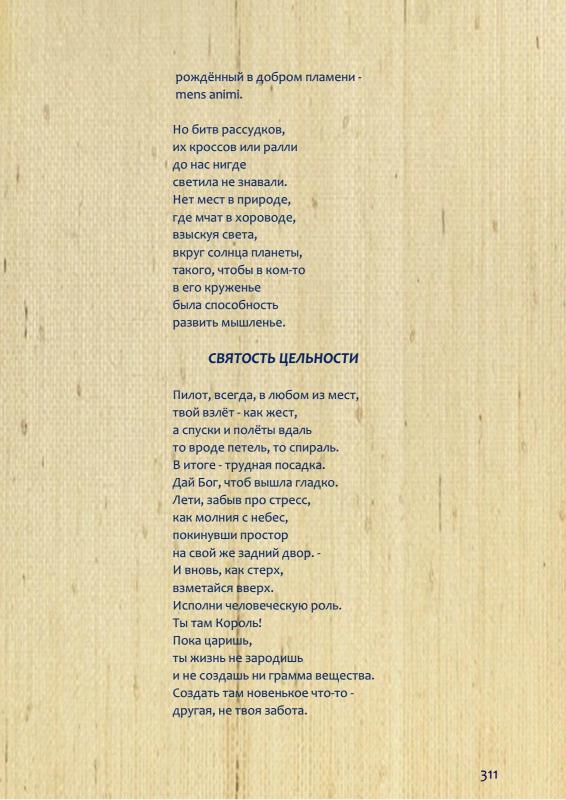 рождённый в добром пламени -
mens animi.
Но битв рассудков,
их кроссов или ралли
до нас нигде
светила не знавали.
Нет мест в природе,
где мчат в хороводе,
взыскуя света,
вкруг солнца планеты,
такого, чтобы в ком-то
в его круженье
была способность
развить мышленье.
СВЯТОСТЬ ЦЕЛЬНОСТИ
Пилот, всегда, в любом из мест,
твой взлёт - как жест,
а спуски и полёты вдаль
то вроде петель, то спираль.
В итоге - трудная посадка.
Дай Бог, чтоб вышла гладко.
Лети, забыв про стресс,
как молния с небес,
покинувши простор
на свой же задний двор. -
И вновь, как стерх,
взметайся вверх.
Исполни человеческую роль.
Ты там Король!
Пока царишь,
ты жизнь не зародишь
и не создашь ни грамма вещества.
Создать там новенькое что-то -
другая, не твоя забота.
311